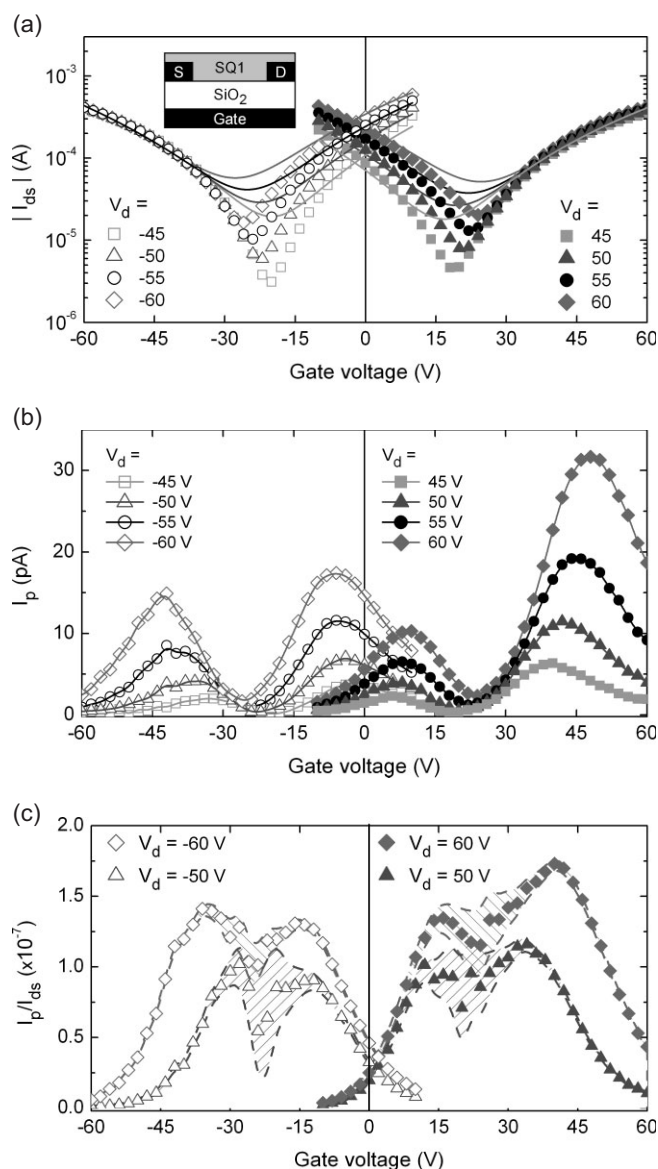 (a)
10⁻³
10⁻⁴
10⁻⁵
10⁻⁶
| I_ds | (A)
S SQ1 D
SiO₂
Gate
V_d =
-45
-50
-55
-60
V_d =
45
50
55
60
-60 -45 -30 -15 0 15 30 45 60
Gate voltage (V)
(b)
30
20
10
0
I_p (pA)
V_d =
-45 V
-50 V
-55 V
-60 V
V_d =
45 V
50 V
55 V
60 V
-60 -45 -30 -15 0 15 30 45 60
Gate voltage (V)
(c)
2.0
1.5
1.0
0.5
0.0
I_p/I_ds (x10⁻⁷)
V_d = -60 V
V_d = -50 V
V_d = 60 V
V_d = 50 V
-60 -45 -30 -15 0 15 30 45 60
Gate voltage (V)